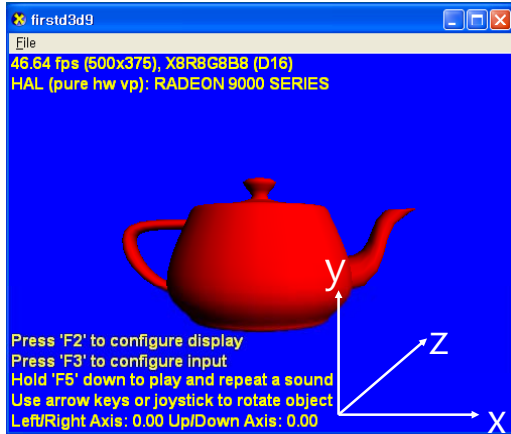 firstd3d9
File
46.64 fps (500x375), X8R8G8B8 (D16)
HAL (pure hw vp): RADEON 9000 SERIES
y
z
x
Press 'F2' to configure display
Press 'F3' to configure input
Hold 'F5' down to play and repeat a sound
Use arrow keys or joystick to rotate object
Left/Right Axis: 0.00 Up/Down Axis: 0.00